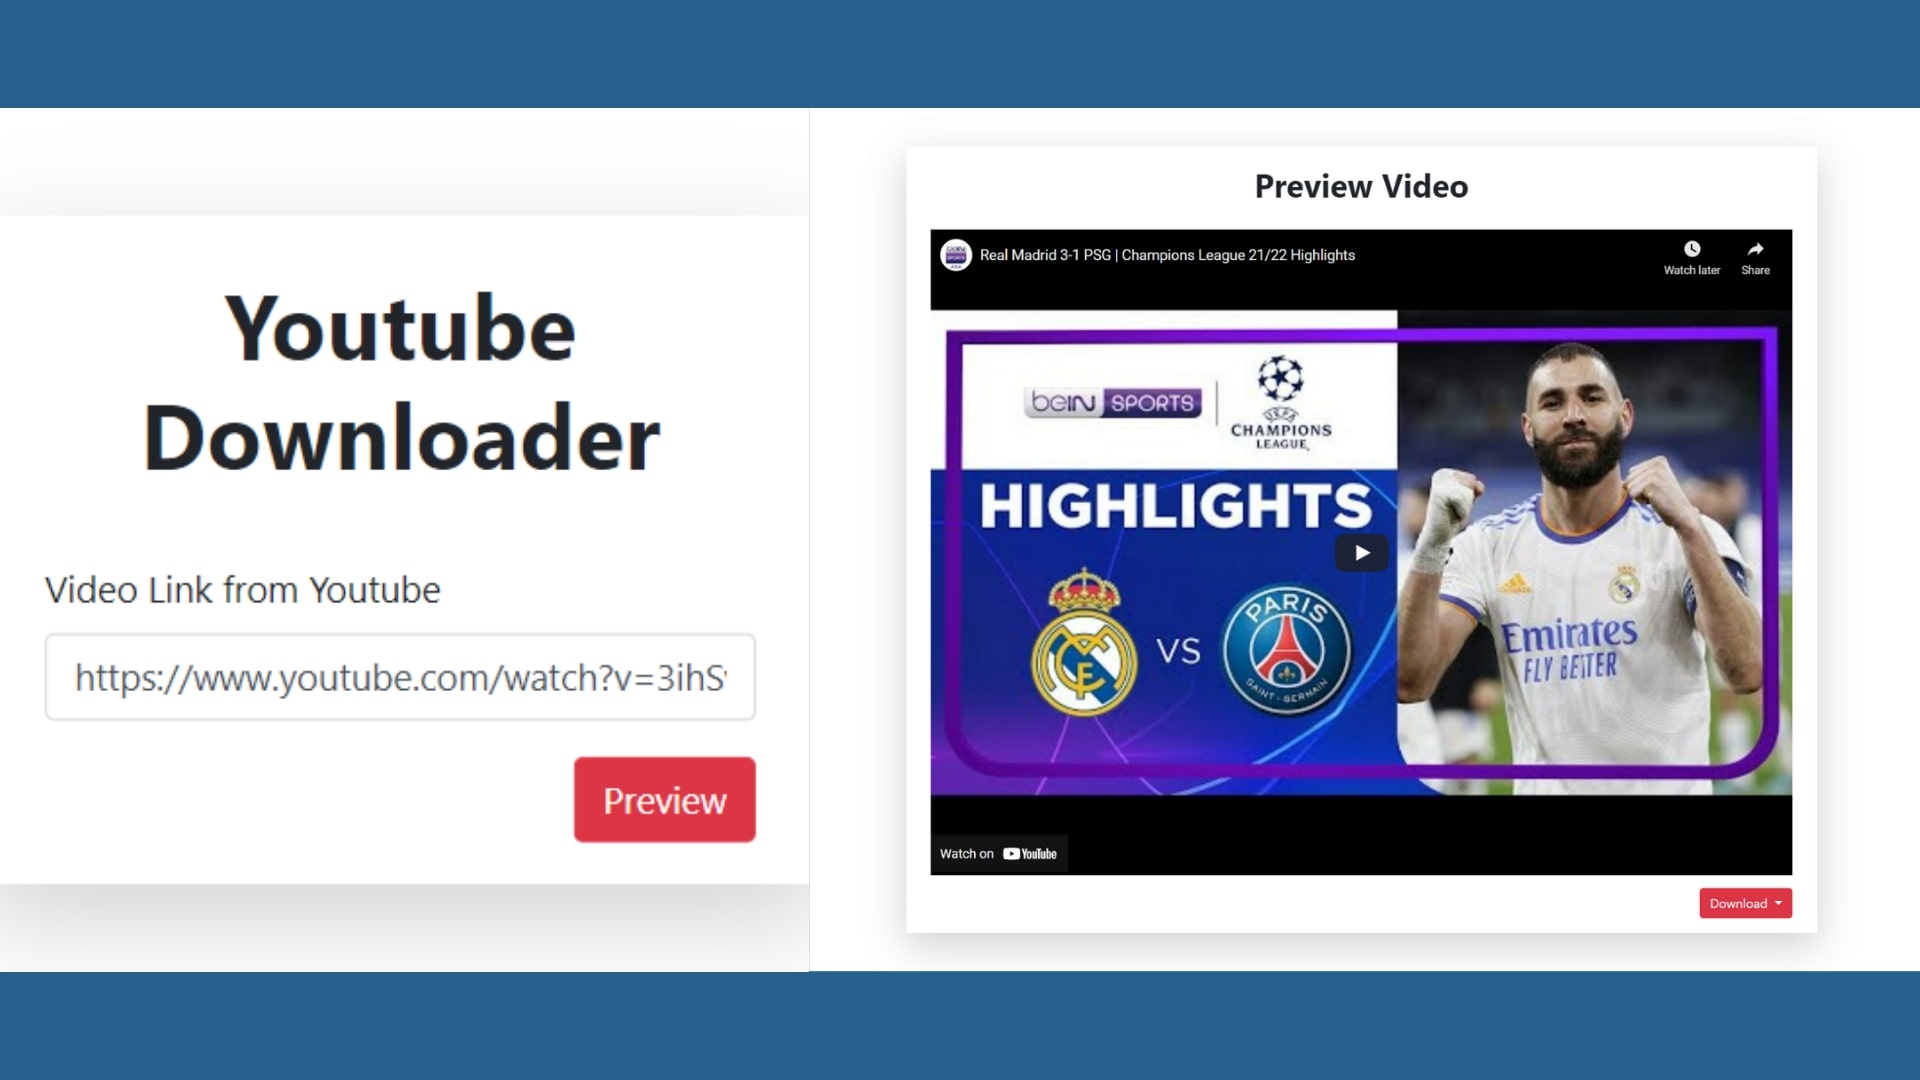 Youtube
Downloader
Video Link from Youtube
https://www.youtube.com/watch?v=3ihS
Preview
Preview Video
Real Madrid 3-1 PSG | Champions League 21/22 Highlights
Watch later
Share
beIN SPORTS
UEFA
CHAMPIONS
LEAGUE
HIGHLIGHTS
VS
PARIS
SAINT-GERMAIN
Emirates
FLY BETTER
Watch on YouTube
Download